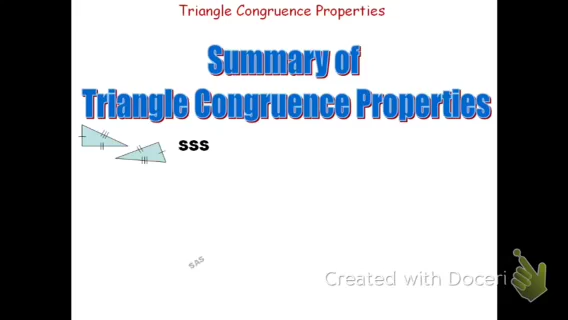 Triangle Congruence Properties
Summary of
Triangle Congruence Properties
SSS
SAS
Created with Doceri